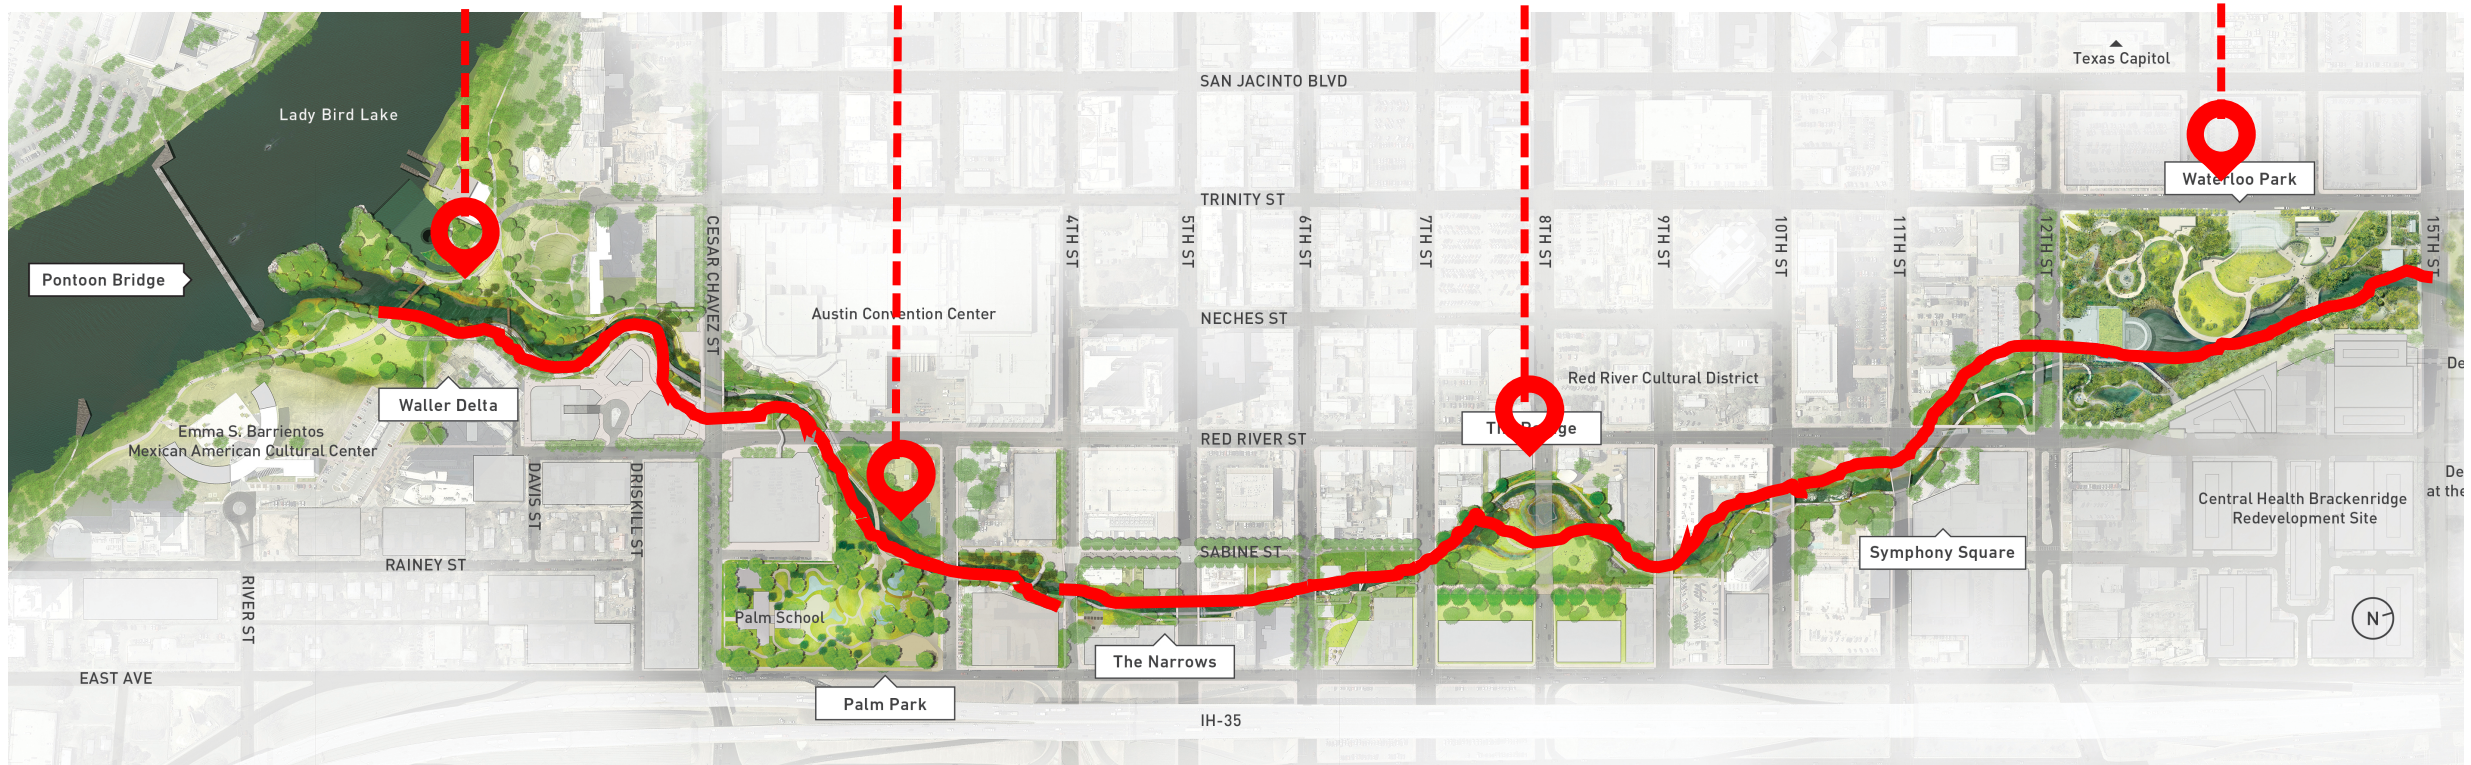 Texas Capitol
SAN JACINTO BLVD
Lady Bird Lake
Waterloo Park
TRINITY ST
CESAR CHAVEZ ST
4TH ST
5TH ST
6TH ST
7TH ST
8TH ST
9TH ST
10TH ST
11TH ST
12TH ST
15TH ST
Pontoon Bridge
Austin Convention Center
NECHES ST
De
Red River Cultural District
Waller Delta
Emma S. Barrientos
Mexican American Cultural Center
RED RIVER ST
De
at the
DAVIS ST
DRISKILL ST
Central Health Brackenridge
Redevelopment Site
SABINE ST
Symphony Square
RAINEY ST
RIVER ST
Palm School
N
The Narrows
EAST AVE
Palm Park
IH-35